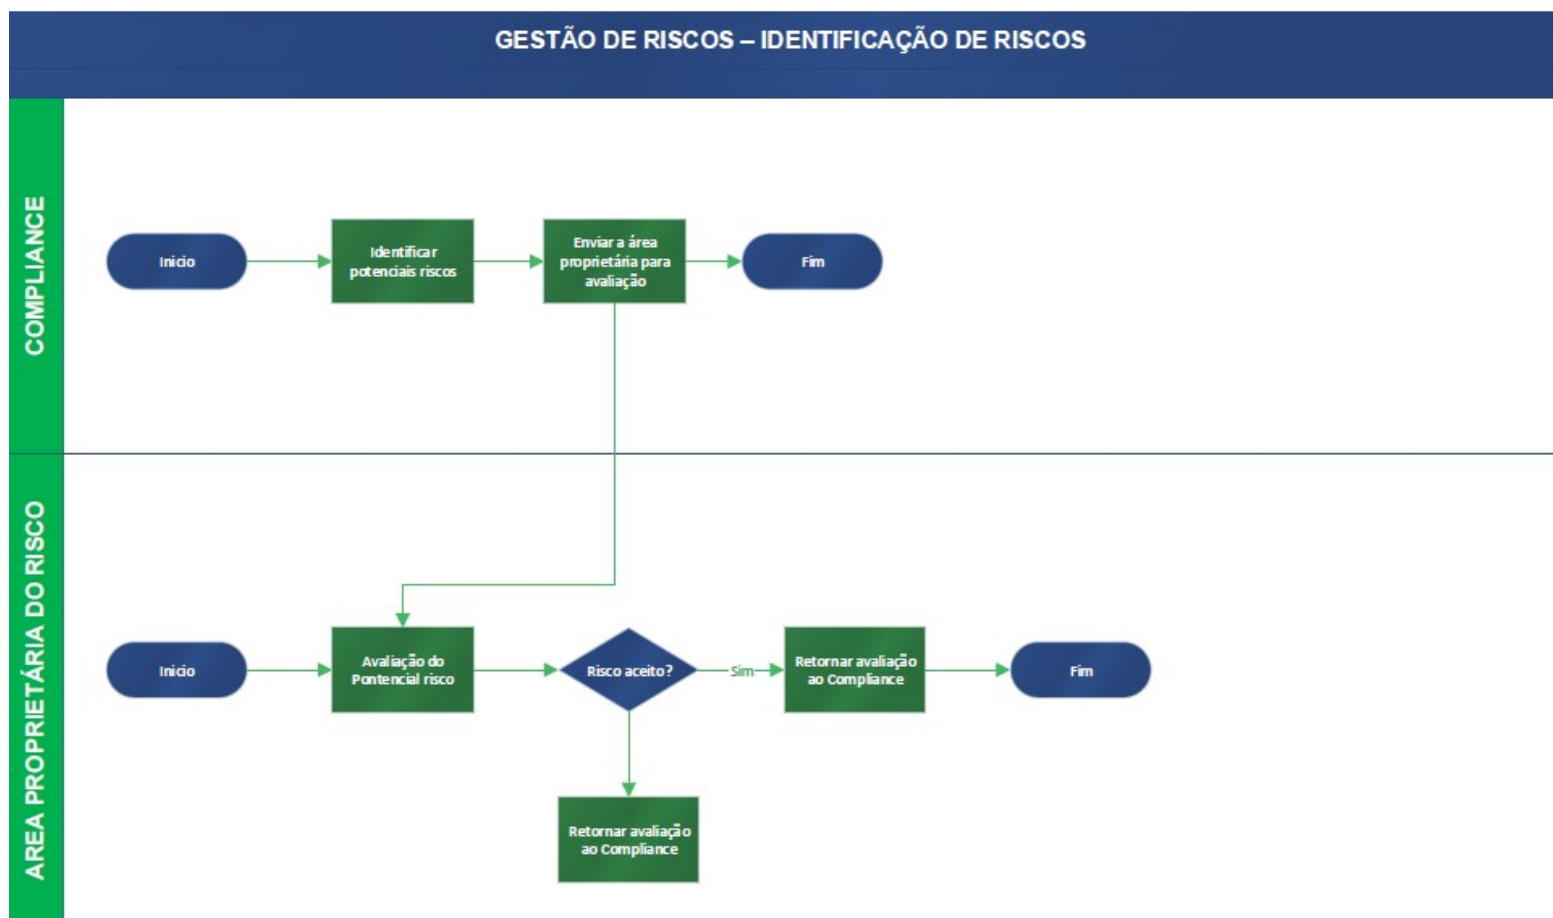 GESTÃO DE RISCOS – IDENTIFICAÇÃO DE RISCOS
COMPLIANCE
Inicio
Identificar
potenciais riscos
Enviar a área
proprietária para
avaliação
Fim
AREA PROPRIETÁRIA DO RISCO
Inicio
Avaliação do
Pontencial risco
Risco aceito?
Sim
Retornar avaliação
ao Compliance
Fim
Retornar avaliação
ao Compliance